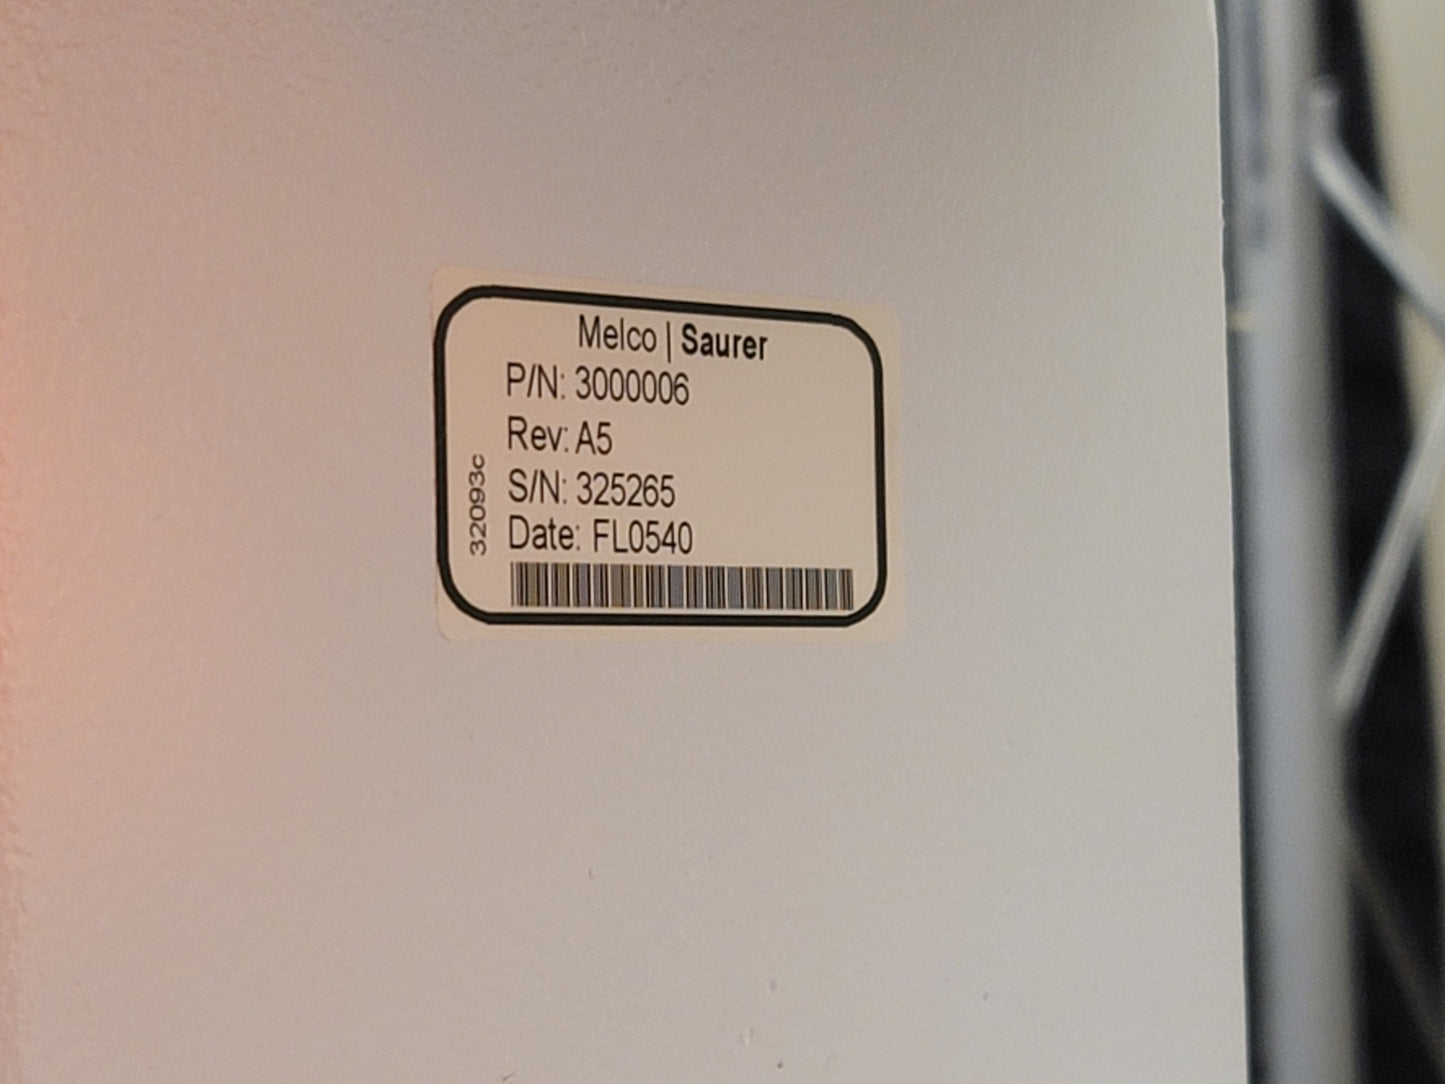 Melco | Saurer
P/N: 3000006
Rev: A5
S/N: 325265
Date: FL0540
32093c